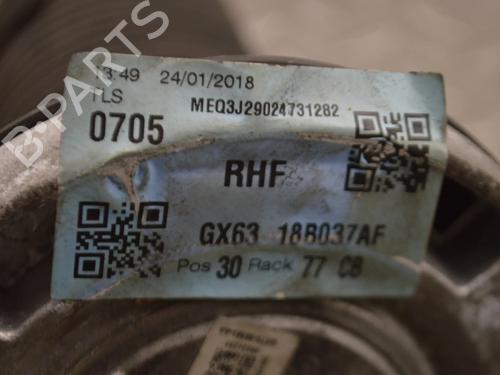 B-PARTS
13:49 24/01/2018
TLS
MEQ3J29024731282
0705
RHF
GX63 18B037AF
Pos 30 Rack 77 C8